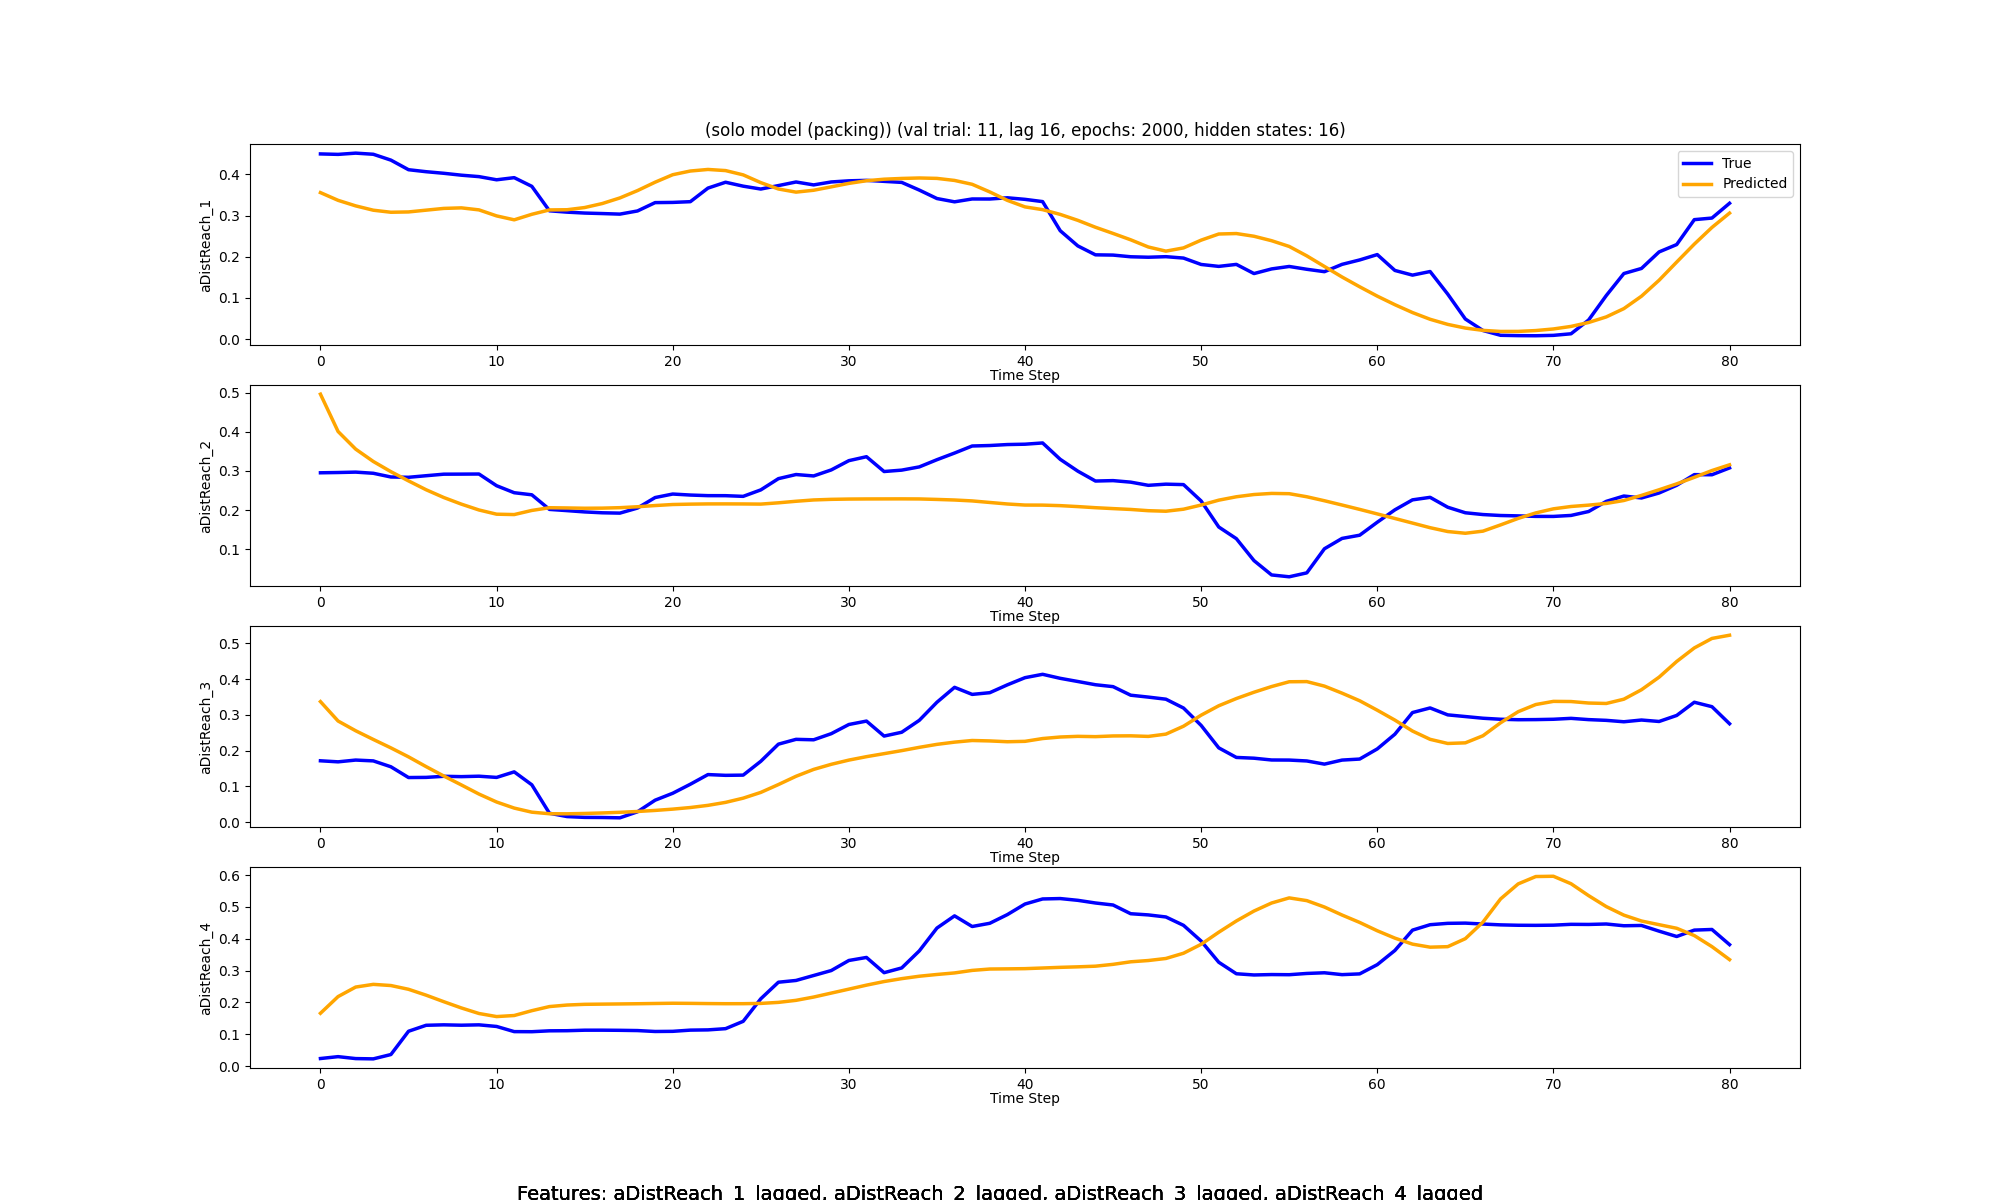 (solo model (packing)) (val trial: 11, lag 16, epochs: 2000, hidden states: 16)
True
Predicted
aDistReach_1
0.4
0.3
0.2
0.1
0.0
0 10 20 30 40 50 60 70 80
Time Step
aDistReach_2
0.5
0.4
0.3
0.2
0.1
0 10 20 30 40 50 60 70 80
Time Step
aDistReach_3
0.5
0.4
0.3
0.2
0.1
0.0
0 10 20 30 40 50 60 70 80
Time Step
aDistReach_4
0.6
0.5
0.4
0.3
0.2
0.1
0.0
0 10 20 30 40 50 60 70 80
Time Step
Features: aDistReach_1_lagged, aDistReach_2_lagged, aDistReach_3_lagged, aDistReach_4_lagged